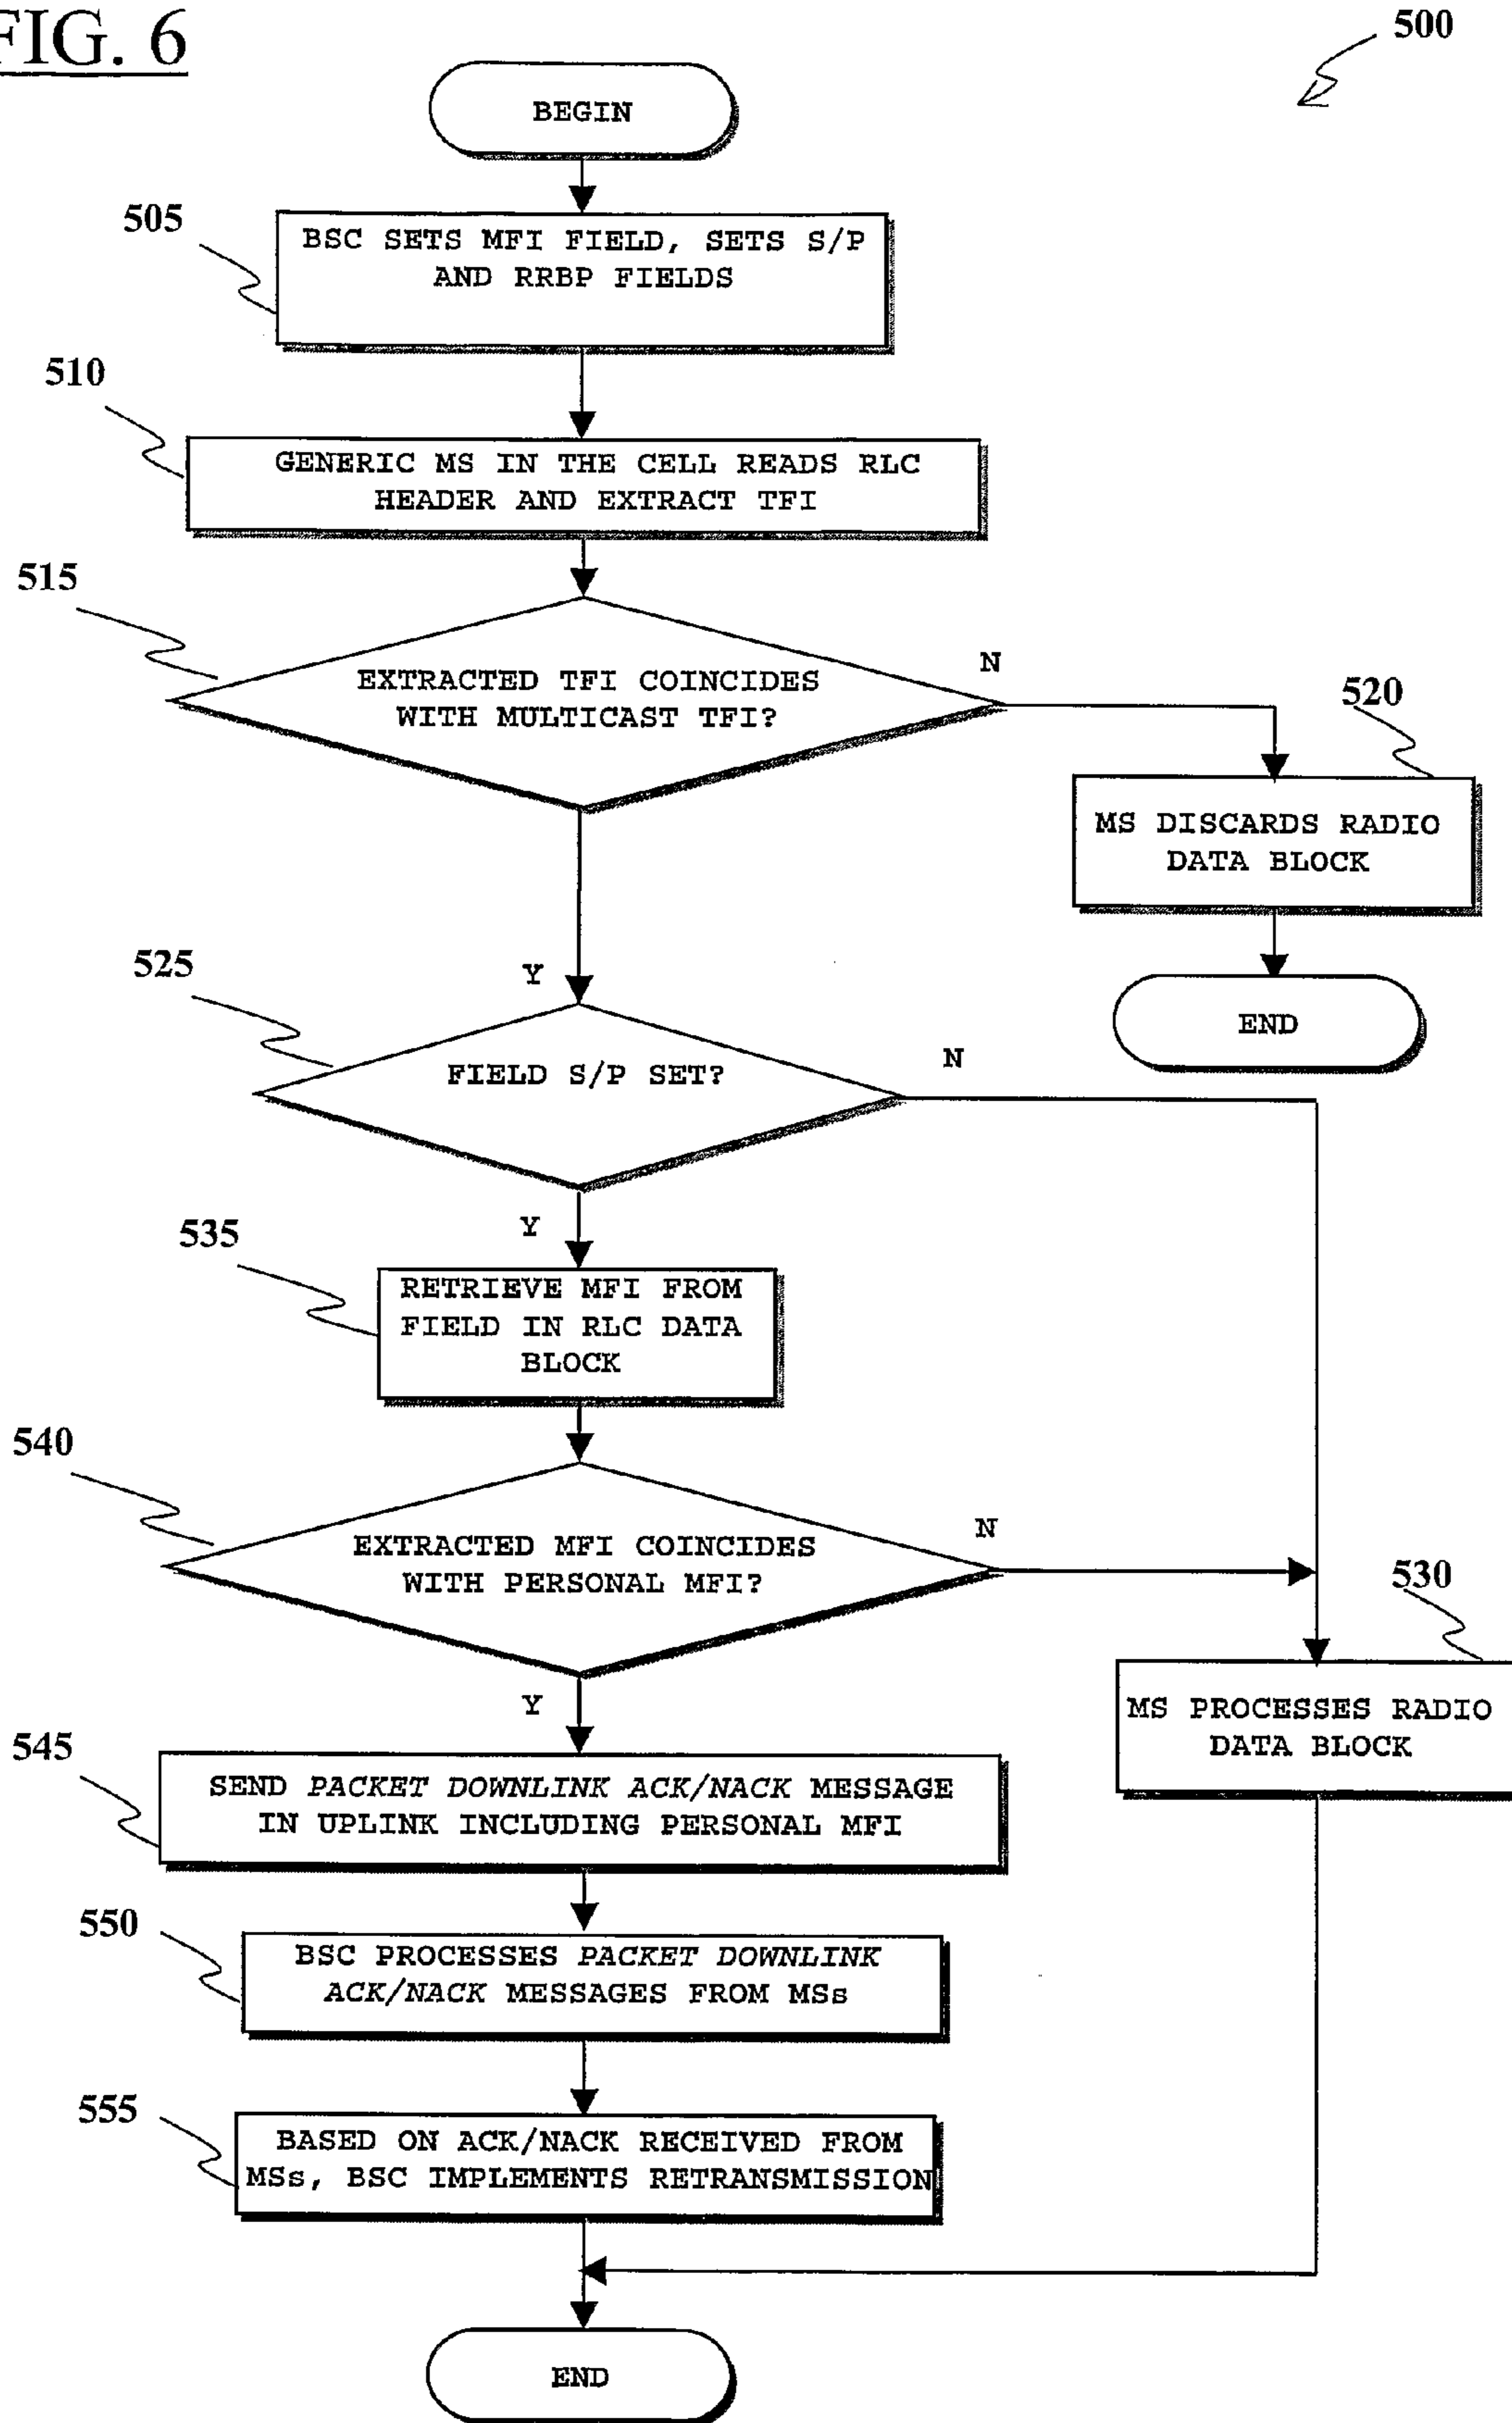 FIG. 6
500
BEGIN
505
BSC SETS MFI FIELD, SETS S/P
AND RRBP FIELDS
510
GENERIC MS IN THE CELL READS RLC
HEADER AND EXTRACT TFI
515
EXTRACTED TFI COINCIDES
WITH MULTICAST TFI?
N
520
MS DISCARDS RADIO
DATA BLOCK
END
Y
525
FIELD S/P SET?
N
Y
535
RETRIEVE MFI FROM
FIELD IN RLC DATA
BLOCK
540
EXTRACTED MFI COINCIDES
WITH PERSONAL MFI?
N
530
MS PROCESSES RADIO
DATA BLOCK
Y
545
SEND PACKET DOWNLINK ACK/NACK MESSAGE
IN UPLINK INCLUDING PERSONAL MFI
550
BSC PROCESSES PACKET DOWNLINK
ACK/NACK MESSAGES FROM MSs
555
BASED ON ACK/NACK RECEIVED FROM
MSs, BSC IMPLEMENTS RETRANSMISSION
END